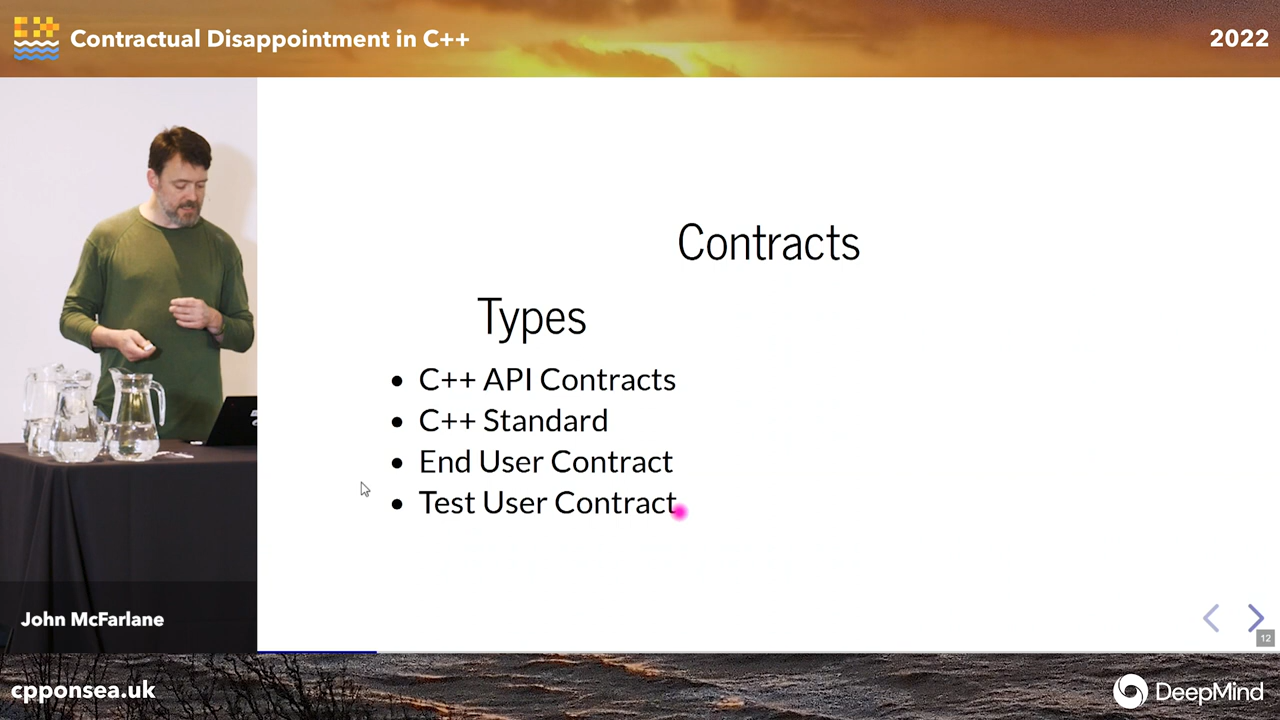 Contractual Disappointment in C++
2022
Contracts
Types
C++ API Contracts
C++ Standard
End User Contract
Test User Contract
John McFarlane
12
cpponsea.uk
DeepMind